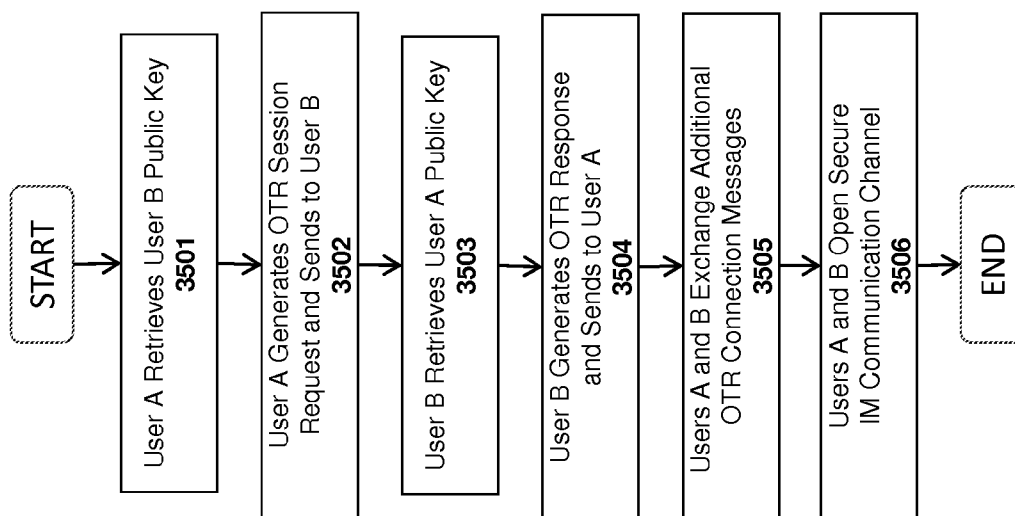 START
User A Retrieves User B Public Key
3501
User A Generates OTR Session
Request and Sends to User B
3502
User B Retrieves User A Public Key
3503
User B Generates OTR Response
and Sends to User A
3504
Users A and B Exchange Additional
OTR Connection Messages
3505
Users A and B Open Secure
IM Communication Channel
3506
END